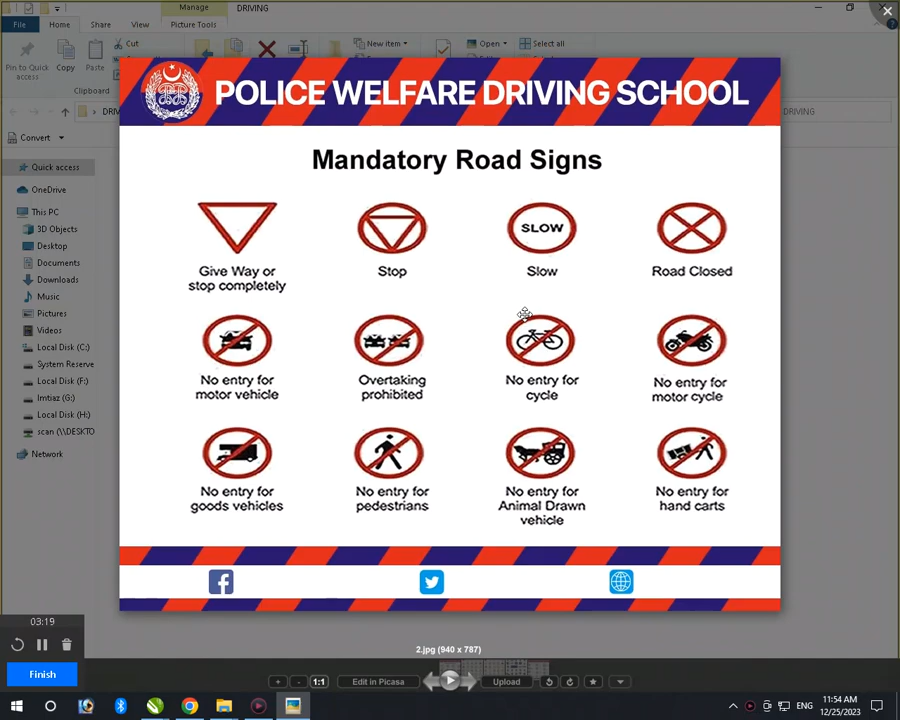 Manage
DRIVING
File
Home
Share
View
Picture Tools
Pin to Quick
access
Copy
Paste
Cut
New item
Open
Select all
Clipboard
DRIVING
Convert
POLICE WELFARE DRIVING SCHOOL
Mandatory Road Signs
SLOW
Give Way or
stop completely
Stop
Slow
Road Closed
No entry for
motor vehicle
Overtaking
prohibited
No entry for
cycle
No entry for
motor cycle
No entry for
goods vehicles
No entry for
pedestrians
No entry for
Animal Drawn
vehicle
No entry for
hand carts
Quick access
OneDrive
This PC
3D Objects
Desktop
Documents
Downloads
Music
Pictures
Videos
Local Disk (C:)
System Reserve
Local Disk (F:)
Imtiaz (G:)
Local Disk (H:)
scan (\\DESKTO
Network
03:19
Finish
2.jpg (940 x 787)
1:1
Edit in Picasa
Upload
ENG
11:54 AM
12/25/2023